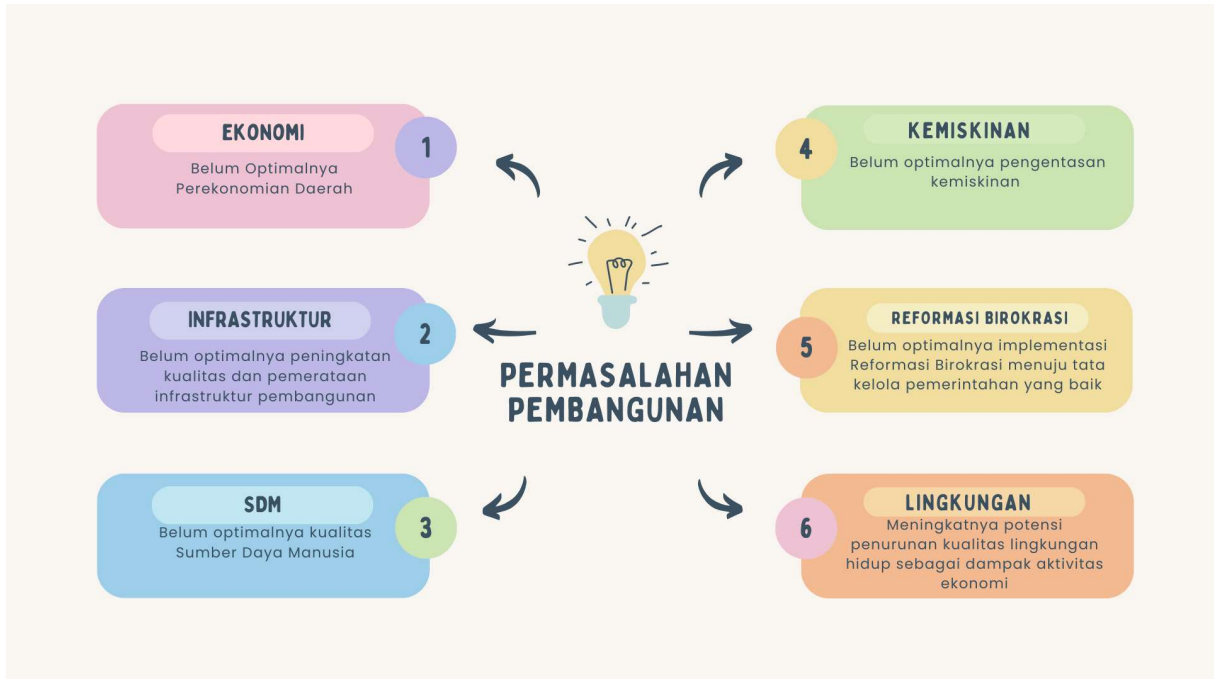 EKONOMI
1
Belum Optimalnya
Perekonomian Daerah
INFRASTRUKTUR
2
Belum optimalnya peningkatan
kualitas dan pemerataan
infrastruktur pembangunan
SDM
3
Belum optimalnya kualitas
Sumber Daya Manusia
PERMASALAHAN
PEMBANGUNAN
4
KEMISKINAN
Belum optimalnya pengentasan
kemiskinan
5
REFORMASI BIROKRASI
Belum optimalnya implementasi
Reformasi Birokrasi menuju tata
kelola pemerintahan yang baik
6
LINGKUNGAN
Meningkatnya potensi
penurunan kualitas lingkungan
hidup sebagai dampak aktivitas
ekonomi